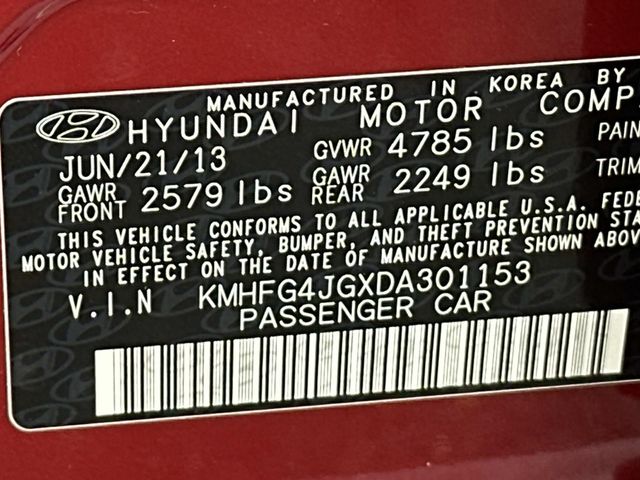 MANUFACTURED IN KOREA BY
HYUNDAI MOTOR COMP
JUN/21/13 GVWR 4785 lbs PAIN
GAWR FRONT 2579 lbs GAWR REAR 2249 lbs TRIM
THIS VEHICLE CONFORMS TO ALL APPLICABLE U.S.A. FEDE
MOTOR VEHICLE SAFETY, BUMPER, AND THEFT PREVENTION STA
IN EFFECT ON THE DATE OF MANUFACTURE SHOWN ABOV
V.I.N KMHFG4JGXDA301153
PASSENGER CAR